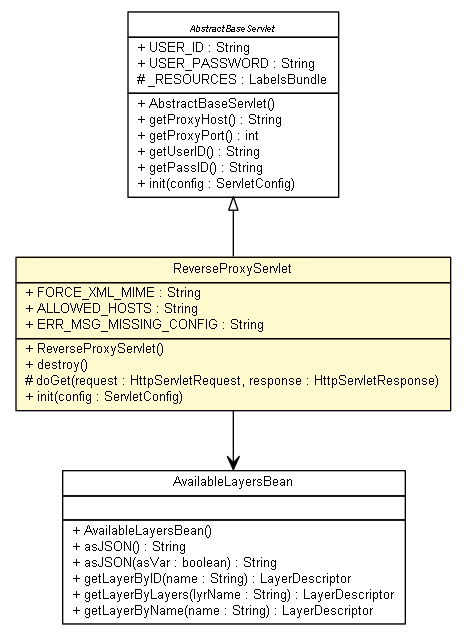 AbstractBaseServlet
+ USER_ID : String
+ USER_PASSWORD : String
# _RESOURCES : LabelsBundle
+ AbstractBaseServlet()
+ getProxyHost() : String
+ getProxyPort() : int
+ getUserID() : String
+ getPassID() : String
+ init(config : ServletConfig)
ReverseProxyServlet
+ FORCE_XML_MIME : String
+ ALLOWED_HOSTS : String
+ ERR_MSG_MISSING_CONFIG : String
+ ReverseProxyServlet()
+ destroy()
# doGet(request : HttpServletRequest, response : HttpServletResponse)
+ init(config : ServletConfig)
AvailableLayersBean
+ AvailableLayersBean()
+ asJSON() : String
+ asJSON(asVar : boolean) : String
+ getLayerByID(name : String) : LayerDescriptor
+ getLayerByLayers(lyrName : String) : LayerDescriptor
+ getLayerByName(name : String) : LayerDescriptor